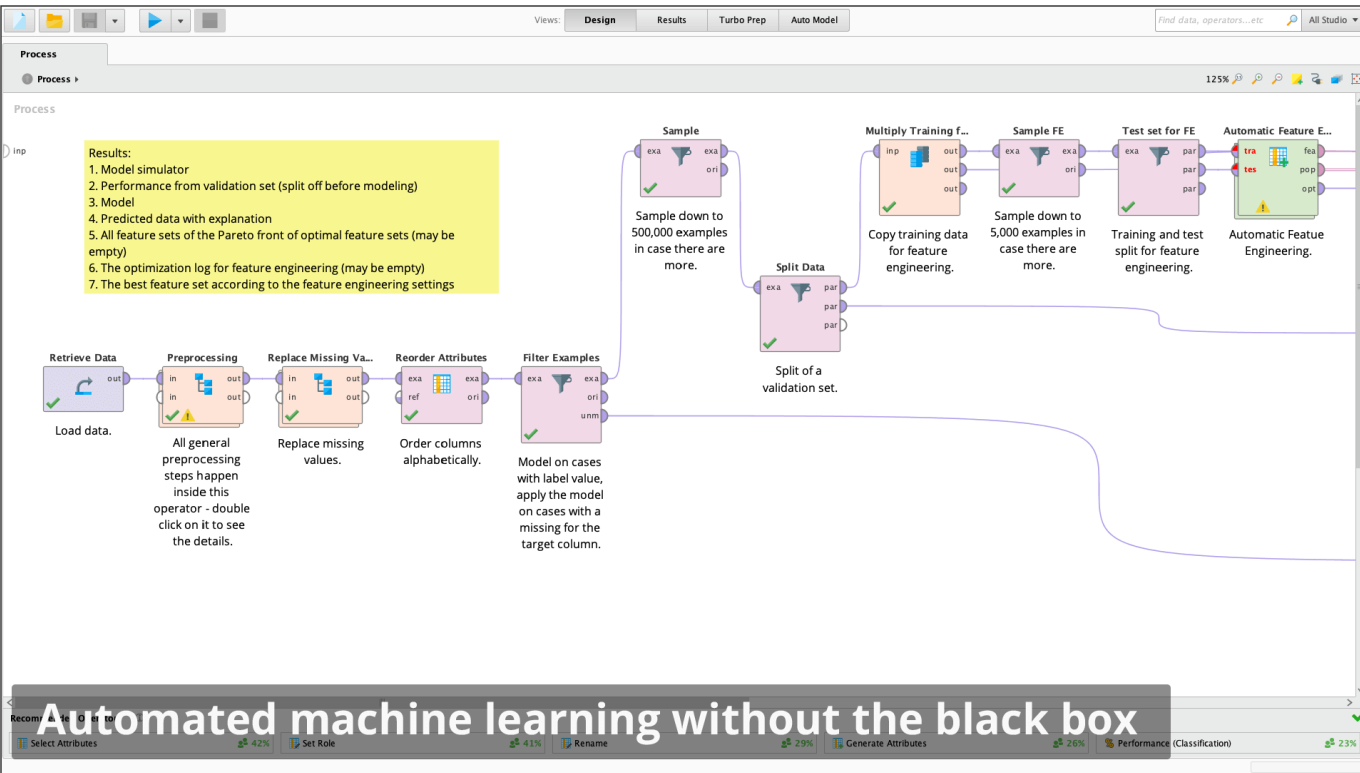 Views: Design Results Turbo Prep Auto Model
Find data, operators...etc All Studio
Process
Process
125%
Process
inp
Results:
1. Model simulator
2. Performance from validation set (split off before modeling)
3. Model
4. Predicted data with explanation
5. All feature sets of the Pareto front of optimal feature sets (may be
empty)
6. The optimization log for feature engineering (may be empty)
7. The best feature set according to the feature engineering settings
Sample
exa exa
ori
Sample down to
500,000 examples
in case there are
more.
Multiply Training f...
inp out
out
out
Copy training data
for feature
engineering.
Sample FE
exa exa
ori
Sample down to
5,000 examples in
case there are
more.
Test set for FE
exa par
par
par
Training and test
split for feature
engineering.
Automatic Feature E...
tra fea
tes pop
opt
Automatic Featue
Engineering.
Split Data
exa par
par
par
Split of a
validation set.
Retrieve Data
out
Load data.
Preprocessing
in out
in out
All general
preprocessing
steps happen
inside this
operator - double
click on it to see
the details.
Replace Missing Va...
in out
in out
Replace missing
values.
Reorder Attributes
exa exa
ref ori
Order columns
alphabetically.
Filter Examples
exa exa
ori
unm
Model on cases
with label value,
apply the model
on cases with a
missing for the
target column.
Automated machine learning without the black box
Select Attributes 42% Set Role 41% Rename 29% Generate Attributes 26% Performance (Classification) 23%